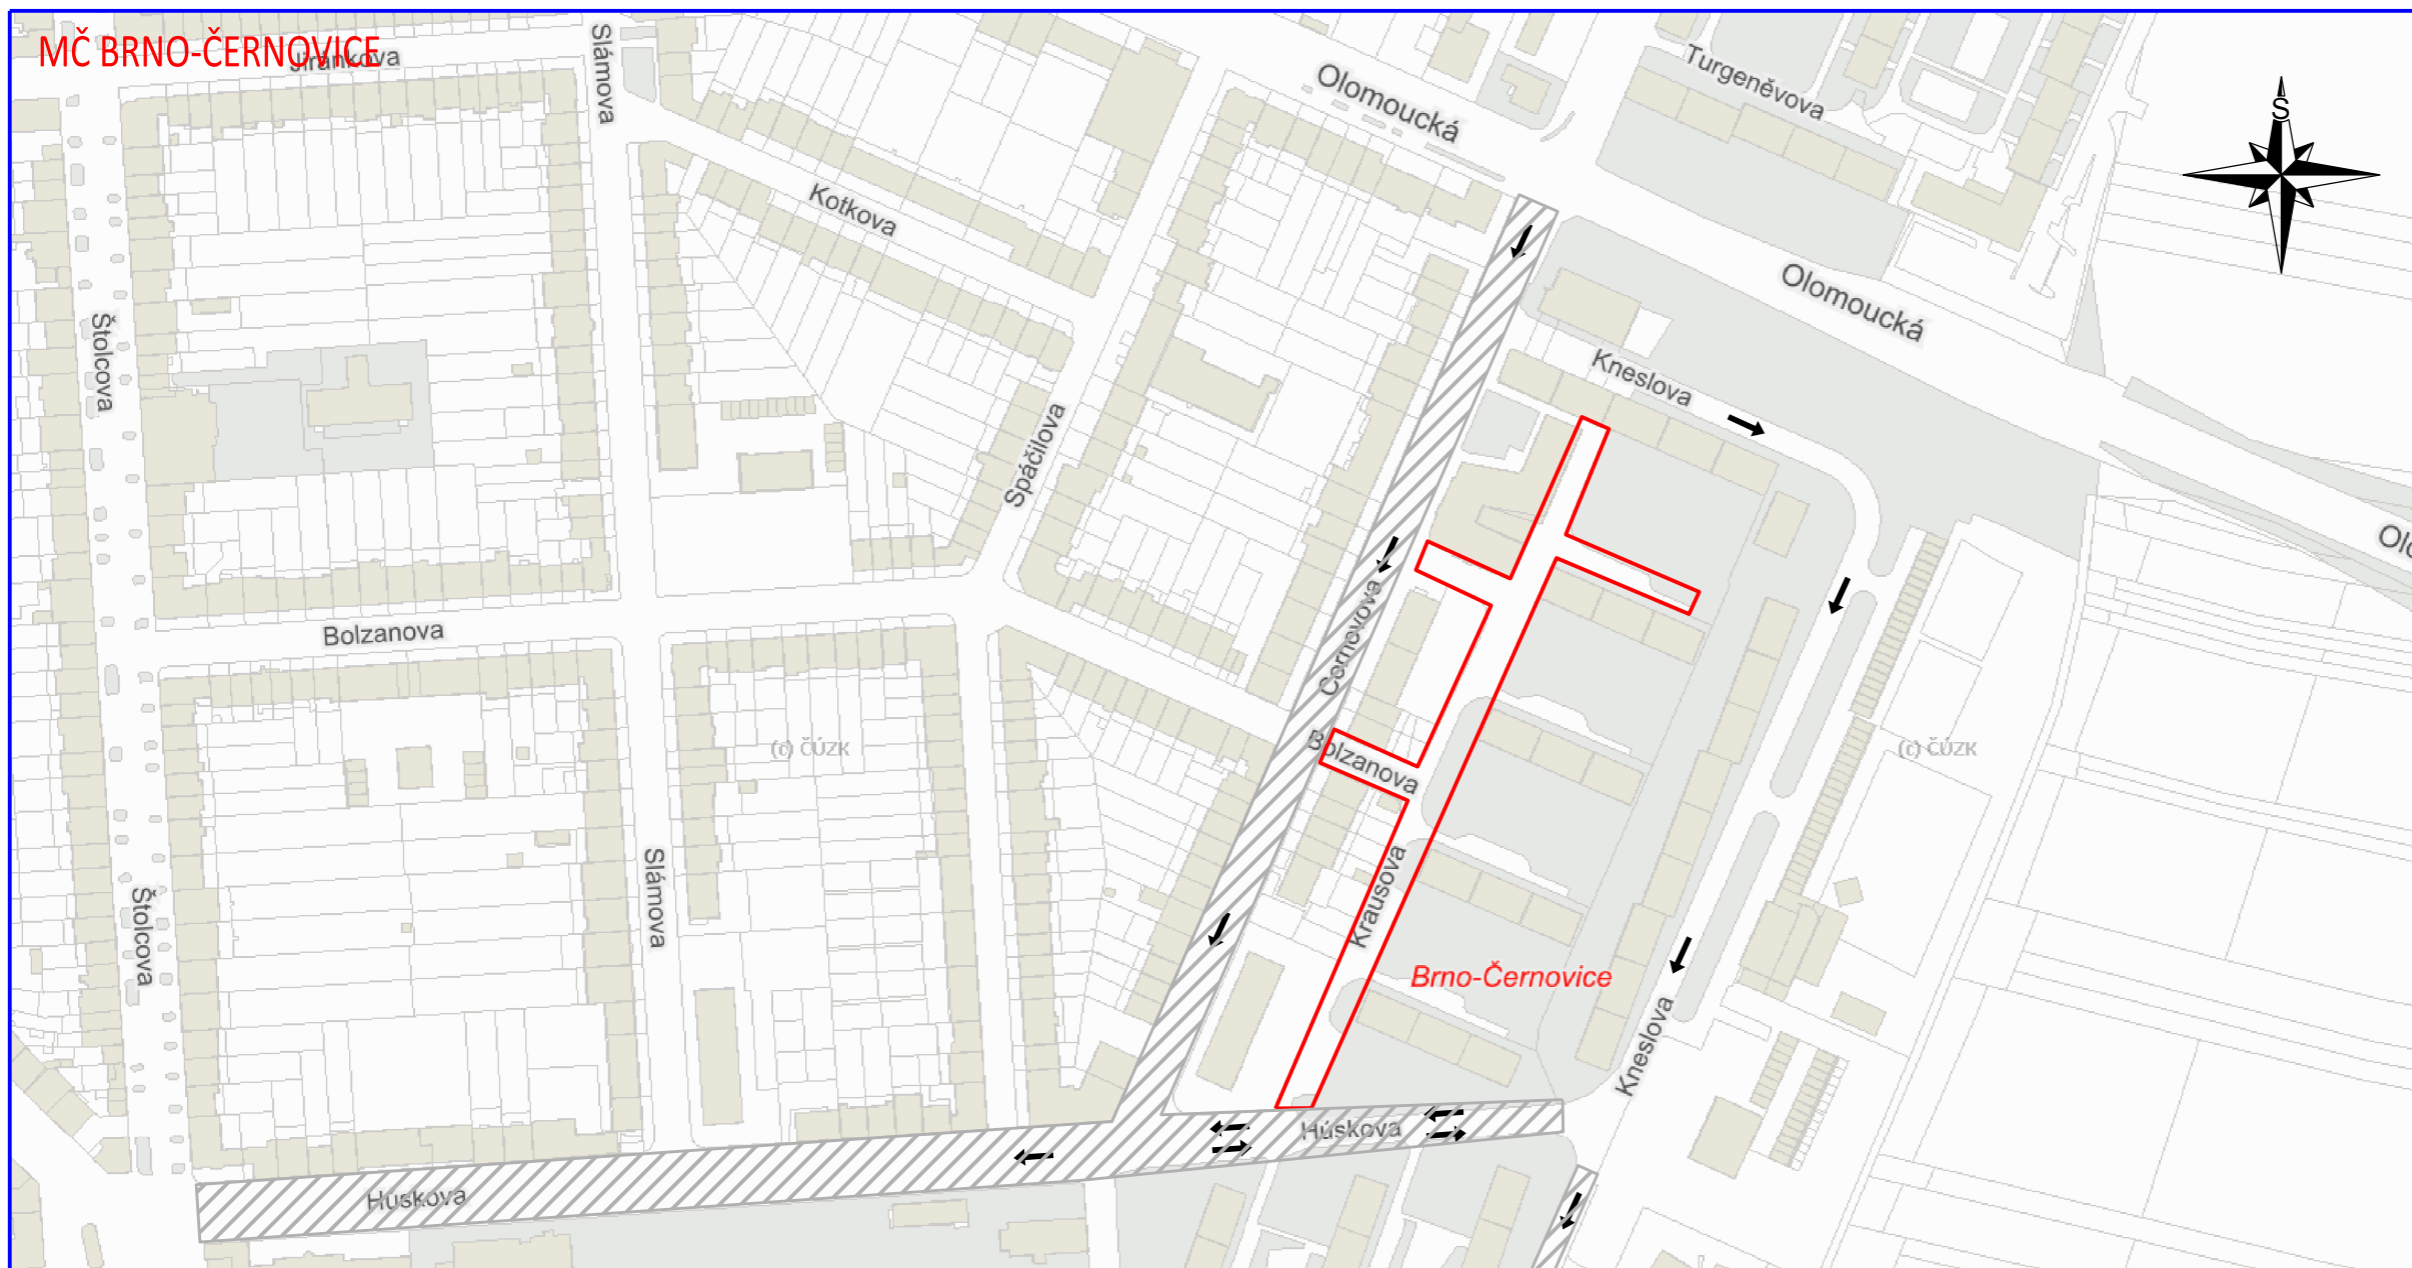 MČ BRNO-ČERNOVICE
Jiránkova
Slámova
Olomoucká
Turgeněvova
S
Kotkova
Olomoucká
Štolcova
Kneslova
Spáčilova
Bolzanova
Černovova
(c) ČÚZK
Bolzanova
(c) ČÚZK
Slámova
Krausova
Štolcova
Brno-Černovice
Kneslova
Húskova
Húskova